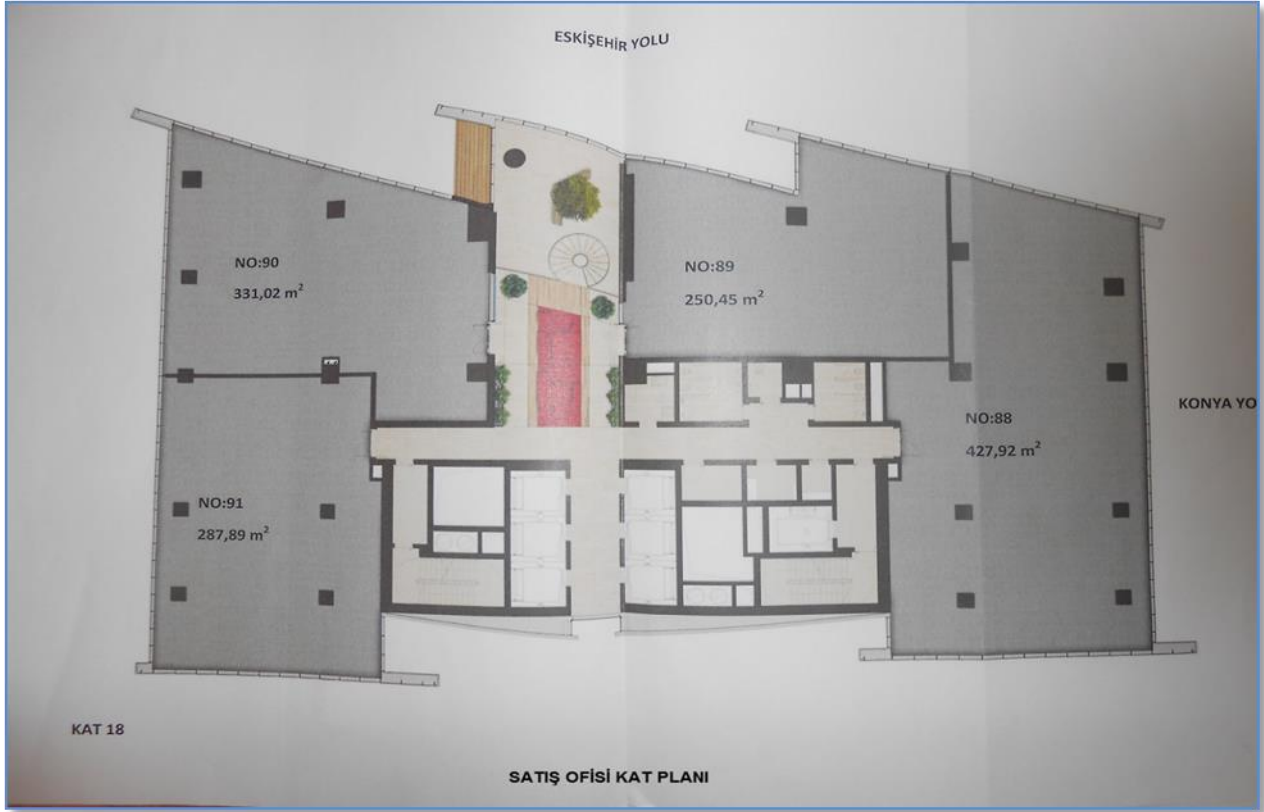 ESKİŞEHİR YOLU
NO:90
331,02 m²
NO:89
250,45 m²
KONYA YO
NO:88
427,92 m²
NO:91
287,89 m²
KAT 18
SATIŞ OFİSİ KAT PLANI